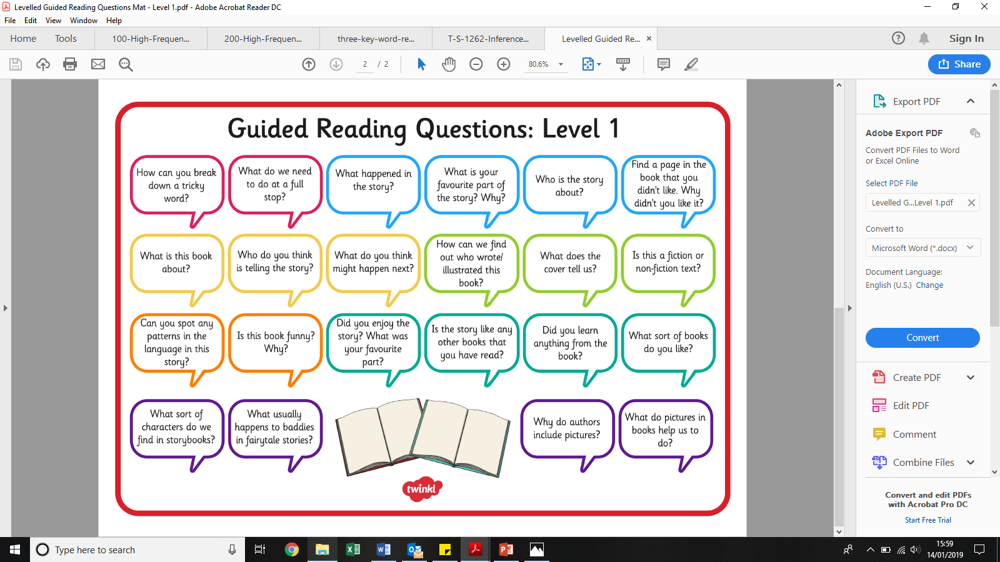 Levelled Guided Reading Questions Mat - Level 1.pdf - Adobe Acrobat Reader DC
File Edit View Window Help
Home Tools 100-High-Frequen... 200-High-Frequen... three-key-word-re... T-S-1262-Inference... Levelled Guided Re... Sign In
2 / 2 80.6% Share
Guided Reading Questions: Level 1
How can you break
down a tricky
word?
What do we need
to do at a full
stop?
What happened in
the story?
What is your
favourite part of
the story? Why?
Who is the story
about?
Find a page in the
book that you
didn't like. Why
didn't you like it?
What is this book
about?
Who do you think
is telling the story?
What do you think
might happen next?
How can we find
out who wrote/
illustrated this
book?
What does the
cover tell us?
Is this a fiction or
non-fiction text?
Can you spot any
patterns in the
language in this
story?
Is this book funny?
Why?
Did you enjoy the
story? What was
your favourite
part?
Is the story like any
other books that
you have read?
Did you learn
anything from the
book?
What sort of books
do you like?
What sort of
characters do we
find in storybooks?
What usually
happens to baddies
in fairytale stories?
Why do authors
include pictures?
What do pictures in
books help us to
do?
twinkl
Export PDF
Adobe Export PDF
Convert PDF Files to Word
or Excel Online
Select PDF File
Levelled G...Level 1.pdf
Convert to
Microsoft Word (*.docx)
Document Language:
English (U.S.) Change
Convert
Create PDF
Edit PDF
Comment
Combine Files
Convert and edit PDFs
with Acrobat Pro DC
Start Free Trial
Type here to search
15:59
14/01/2019